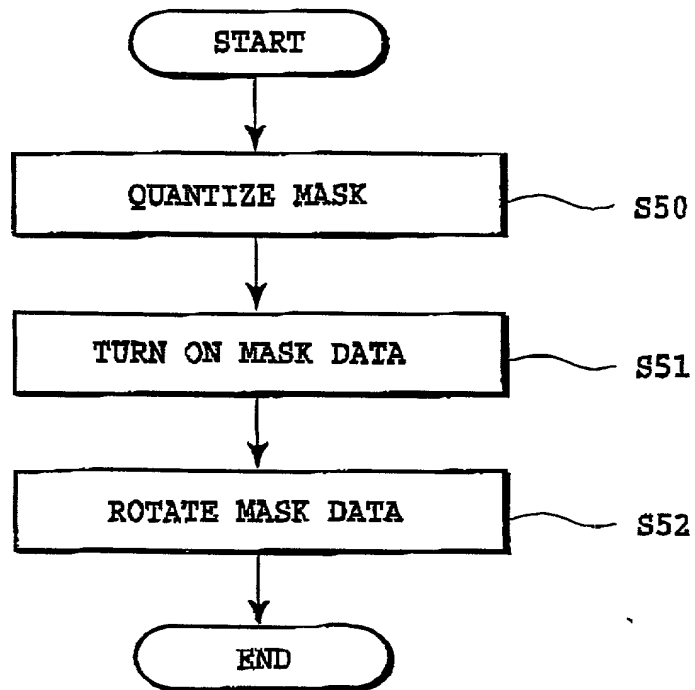 START
QUANTIZE MASK
S50
TURN ON MASK DATA
S51
ROTATE MASK DATA
S52
END